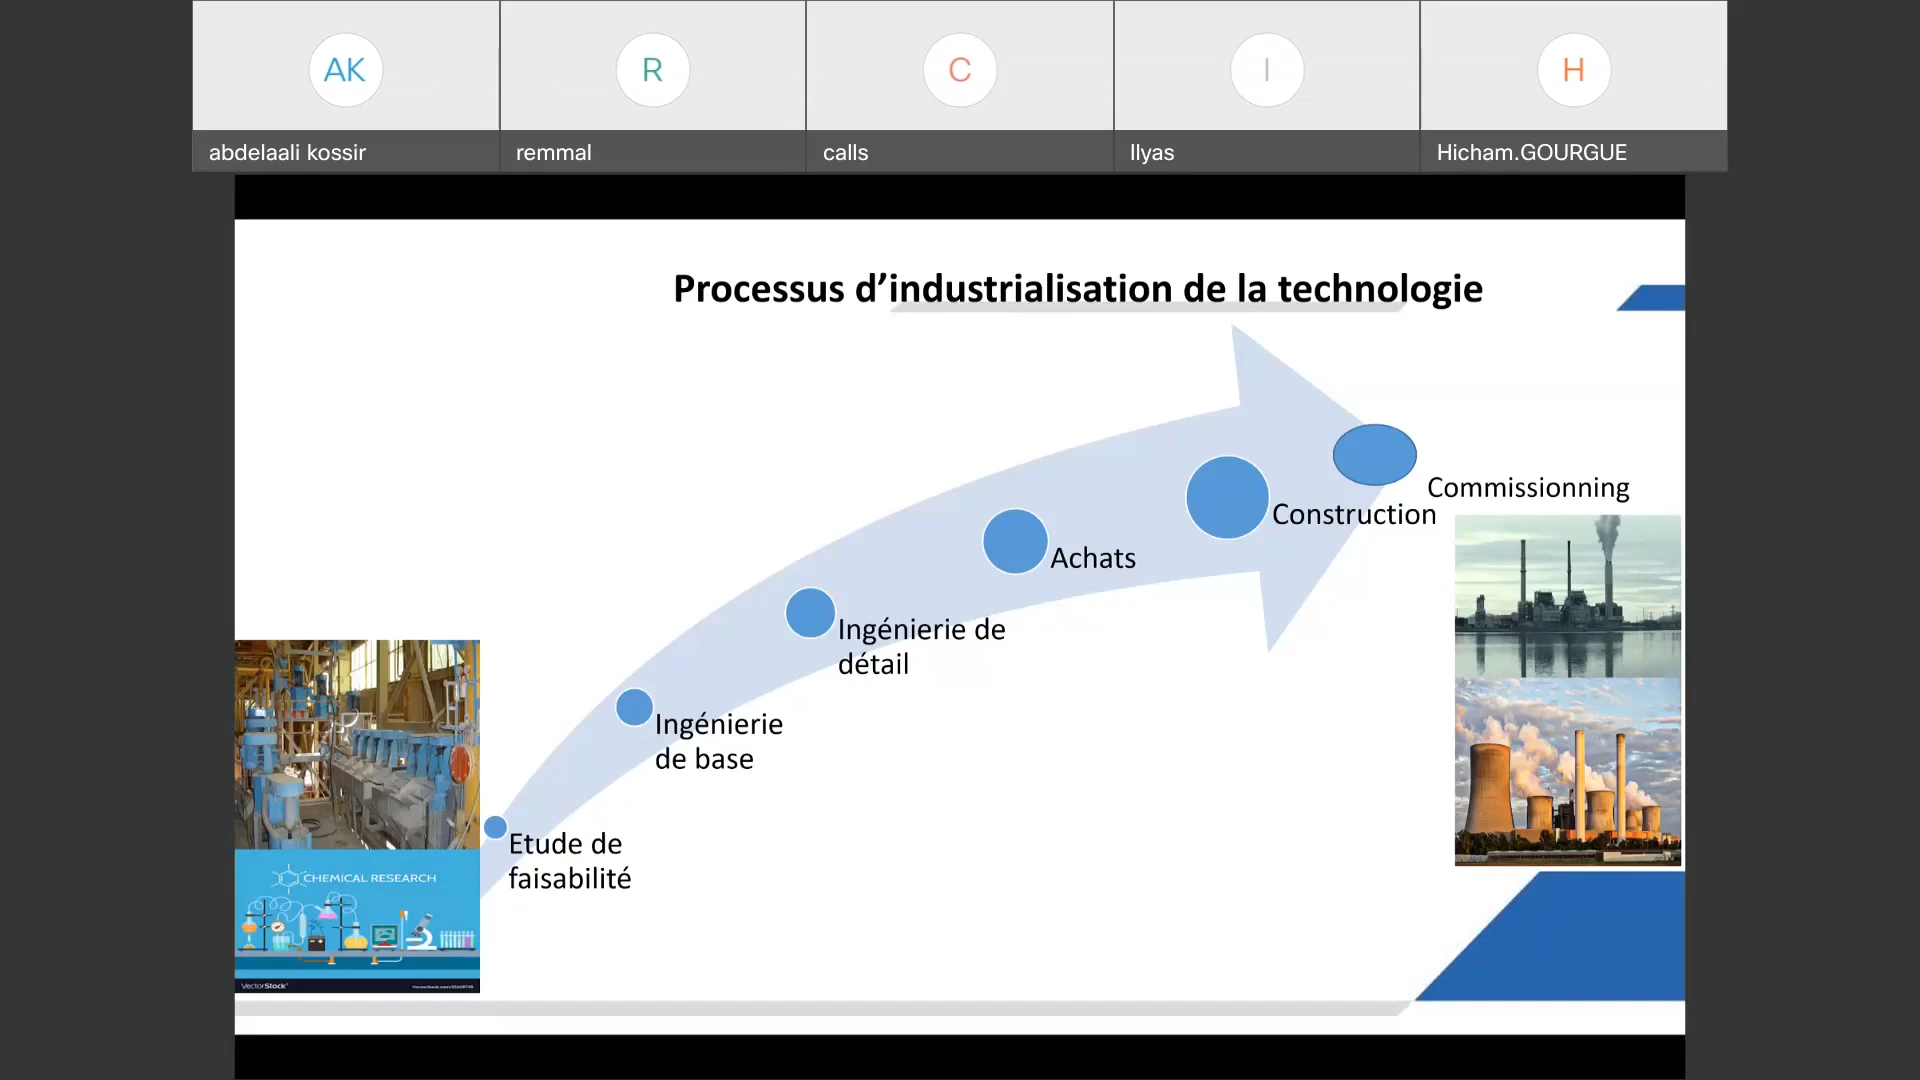 AK
R
C
I
H
abdelaali kossir
remmal
calls
Ilyas
Hicham.GOURGUE
Processus d’industrialisation de la technologie
Commissionning
Construction
Achats
Ingénierie de
détail
Ingénierie
de base
Etude de
faisabilité
CHEMICAL RESEARCH
VectorStock